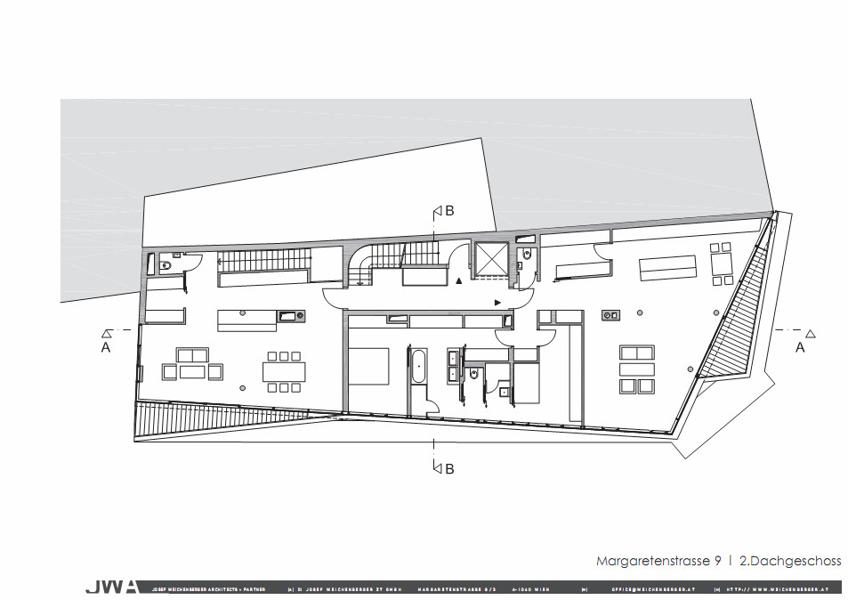 B
A
A
B
Margaretenstrasse 9 | 2.Dachgeschoss
JWA JOSEF WEICHENBERGER ARCHITECTS + PARTNER (A) DI JOSEF WEICHENBERGER ZT GMBH MARGARETENSTRASSE 9/3 A-1040 WIEN (M) OFFICE@WEICHENBERGER.AT (H) HTTP://WWW.WEICHENBERGER.AT